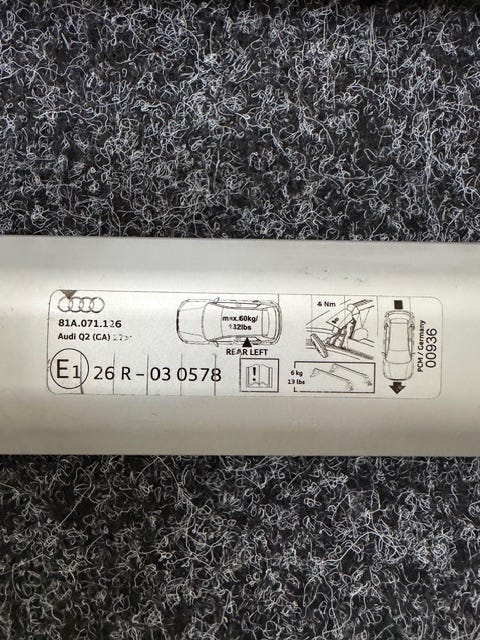 81A.071.126
Audi Q2 (GA)
E1 26 R - 03 0578
max.60kg/
132lbs
REAR LEFT
!
4 Nm
6 kg
13 lbs
L
PCM / Germany
00936